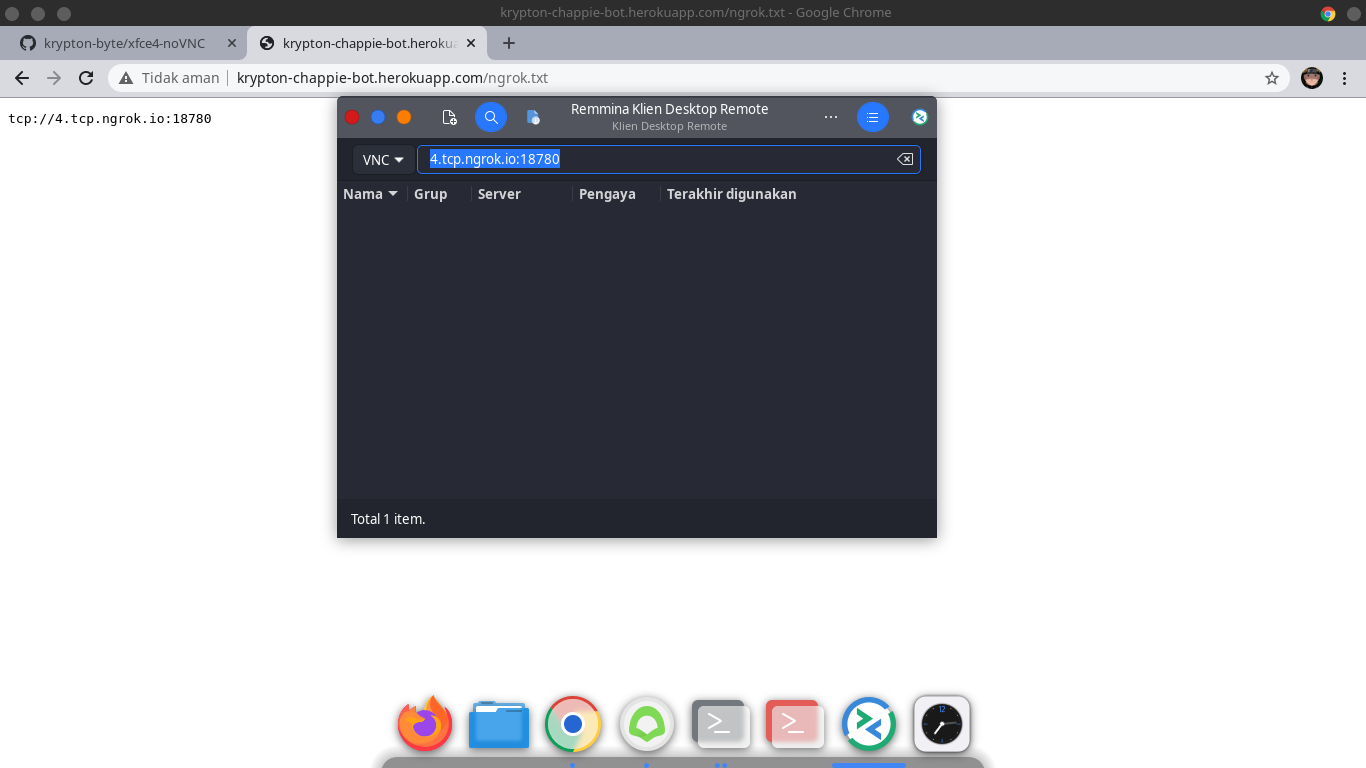 krypton-chappie-bot.herokuapp.com/ngrok.txt - Google Chrome
krypton-byte/xfce4-noVNC
krypton-chappie-bot.herokua
Tidak aman
krypton-chappie-bot.herokuapp.com/ngrok.txt
tcp://4.tcp.ngrok.io:18780
Remmina Klien Desktop Remote
Klien Desktop Remote
VNC
4.tcp.ngrok.io:18780
Nama Grup Server Pengaya Terakhir digunakan
Total 1 item.
12